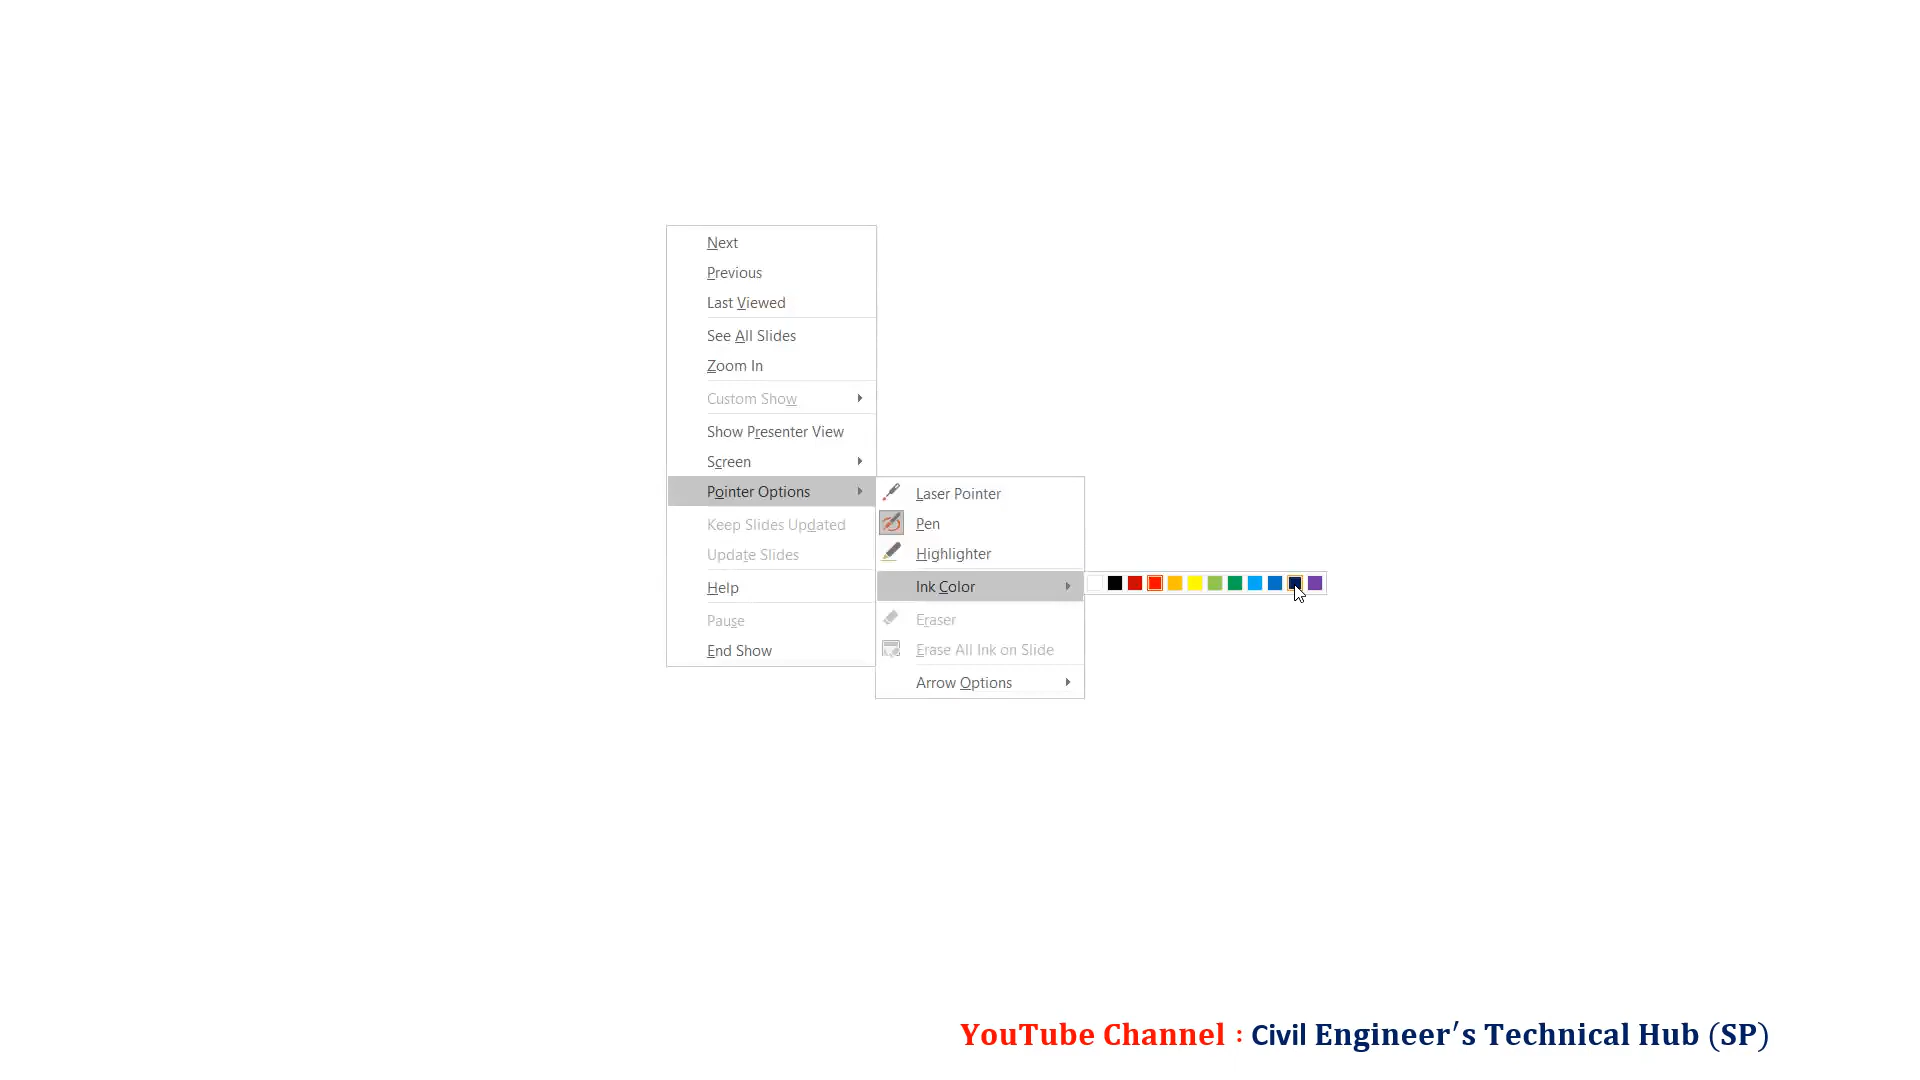 Next
Previous
Last Viewed
See All Slides
Zoom In
Custom Show
Show Presenter View
Screen
Pointer Options
Keep Slides Updated
Update Slides
Help
Pause
End Show
Laser Pointer
Pen
Highlighter
Ink Color
Eraser
Erase All Ink on Slide
Arrow Options
YouTube Channel : Civil Engineer's Technical Hub (SP)